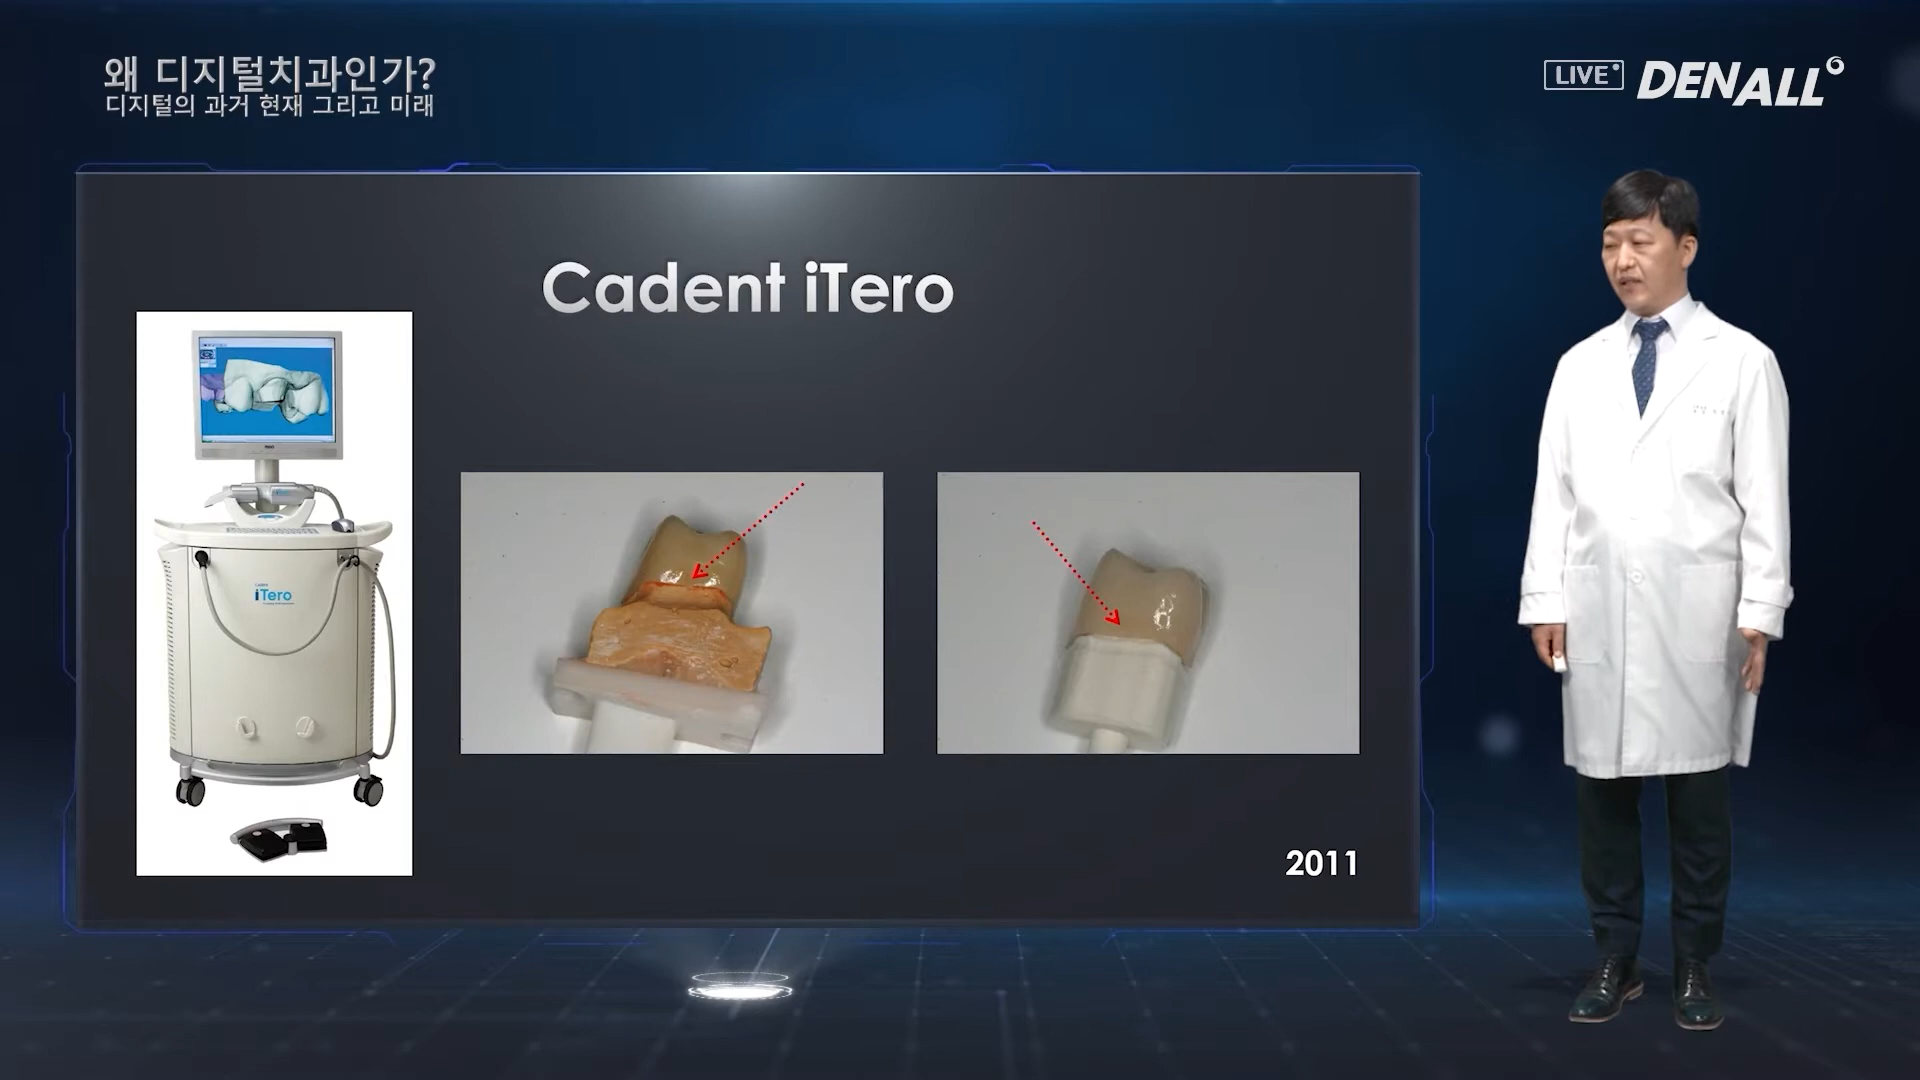 왜 디지털치과인가?
디지털의 과거 현재 그리고 미래
LIVE
DENALL
Cadent iTero
iTero
2011